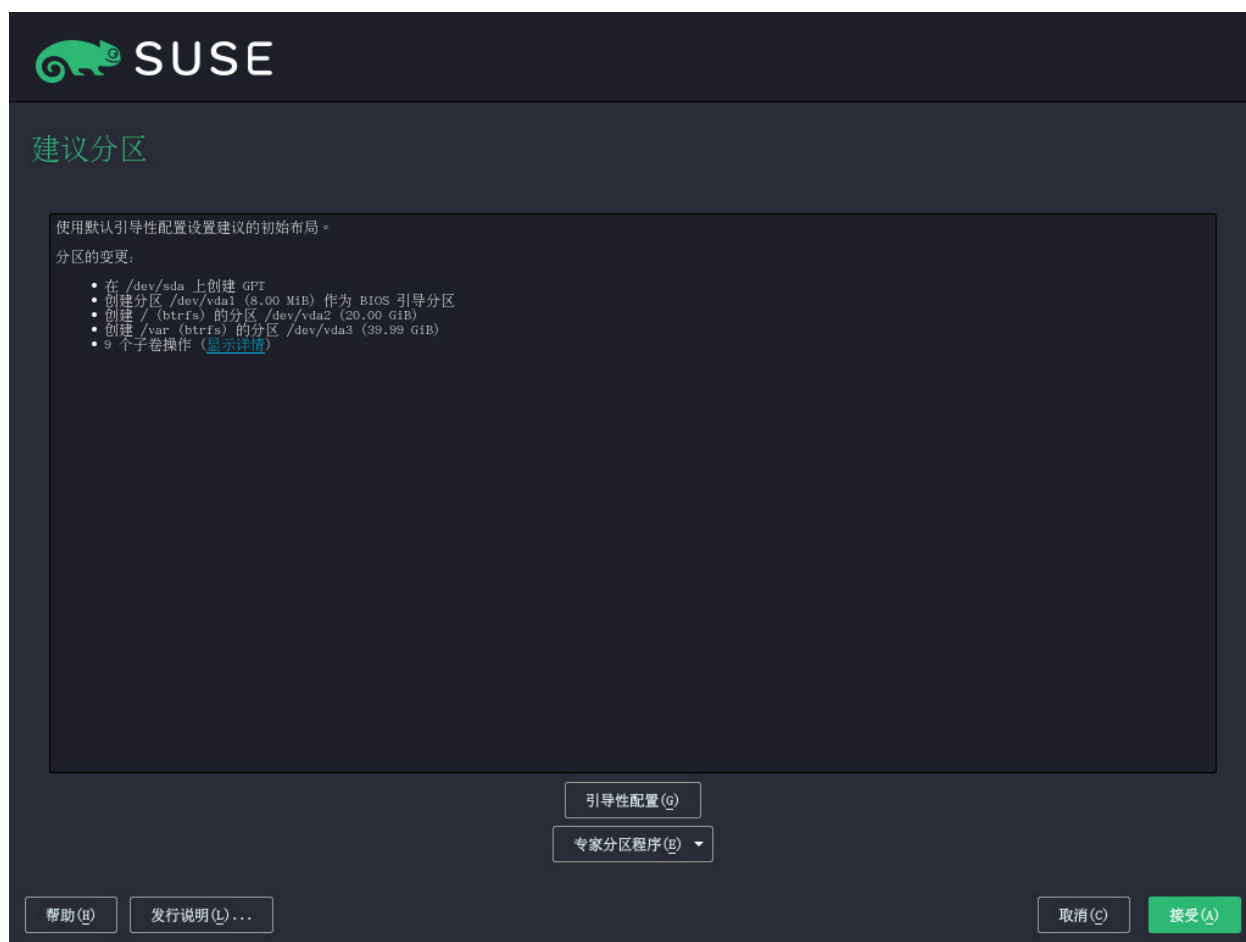 SUSE
建议分区
使用默认引导性配置设置建议的初始布局。
分区的变更:
• 在 /dev/sda 上创建 GPT
• 创建分区 /dev/vda1 (8.00 MiB) 作为 BIOS 引导分区
• 创建 / (btrfs) 的分区 /dev/vda2 (20.00 GiB)
• 创建 /var (btrfs) 的分区 /dev/vda3 (39.99 GiB)
• 9 个子卷操作 (显示详情)
引导性配置(G)
专家分区程序(E)
帮助(H) 发行说明(L)... 取消(C) 接受(A)